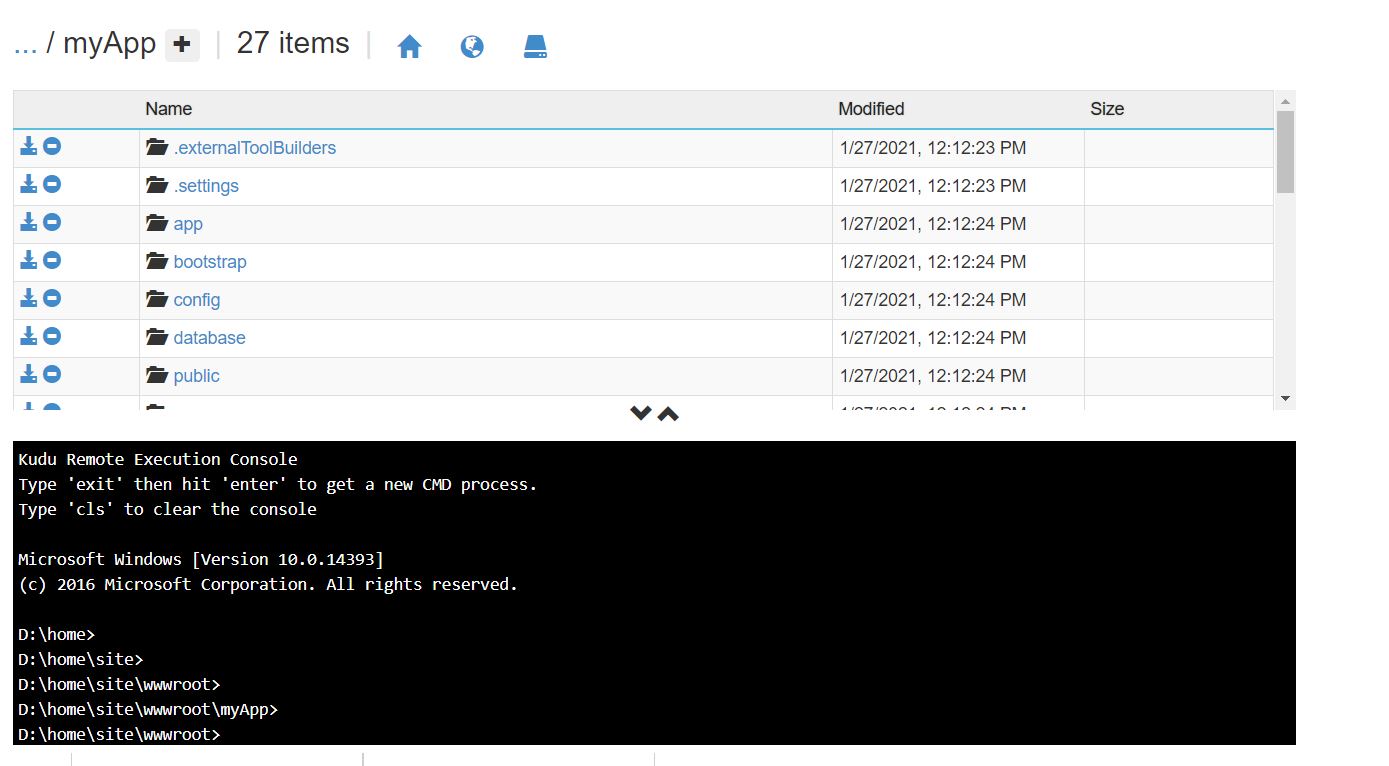 ... / myApp + | 27 items |
Name Modified Size
.externalToolBuilders 1/27/2021, 12:12:23 PM
.settings 1/27/2021, 12:12:23 PM
app 1/27/2021, 12:12:24 PM
bootstrap 1/27/2021, 12:12:24 PM
config 1/27/2021, 12:12:24 PM
database 1/27/2021, 12:12:24 PM
public 1/27/2021, 12:12:24 PM
Kudu Remote Execution Console
Type 'exit' then hit 'enter' to get a new CMD process.
Type 'cls' to clear the console
Microsoft Windows [Version 10.0.14393]
(c) 2016 Microsoft Corporation. All rights reserved.
D:\home>
D:\home\site>
D:\home\site\wwwroot>
D:\home\site\wwwroot\myApp>
D:\home\site\wwwroot>